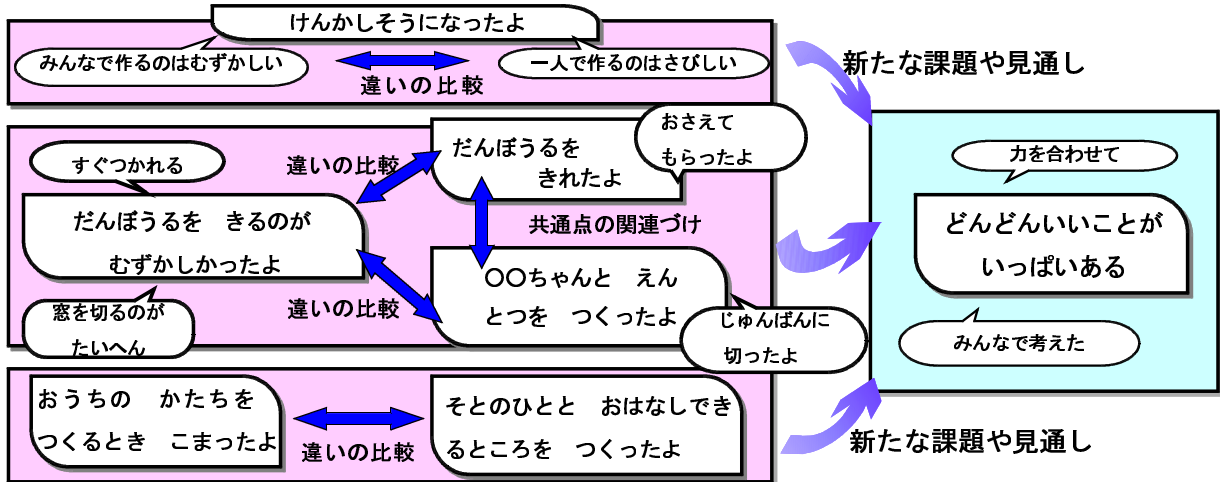 けんかしそうになったよ
みんなで作るのはむずかしい
一人で作るのはさびしい
違いの比較
新たな課題や見通し
すぐつかれる
違いの比較
だんぼうるを
きれたよ
おさえて
もらったよ
だんぼうるを　きるのが
むずかしかったよ
共通点の関連づけ
窓を切るのが
たいへん
違いの比較
〇〇ちゃんと　えん
とつを　つくったよ
じゅんばんに
切ったよ
力を合わせて
どんどんいいことが
いっぱいある
みんなで考えた
おうちの　かたちを
つくるとき　こまったよ
違いの比較
そとのひとと　おはなしでき
るところを　つくったよ
新たな課題や見通し